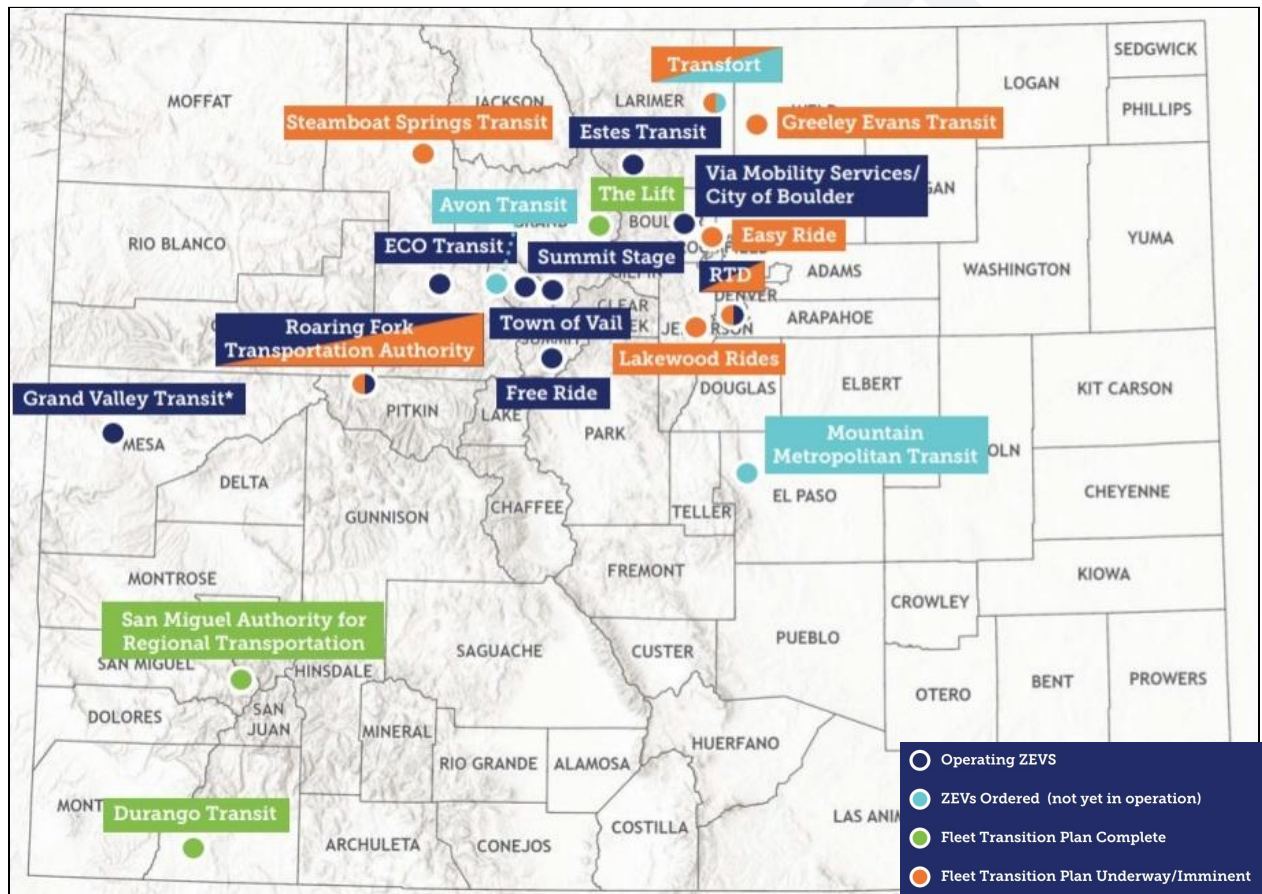 SEDGWICK
LOGAN
PHILLIPS
MOFFAT
JACKSON
LARIMER
Transfort
Steamboat Springs Transit
Estes Transit
Greeley Evans Transit
Via Mobility Services/
City of Boulder
The Lift
Avon Transit
RIO BLANCO
YUMA
ECO Transit
Summit Stage
Easy Ride
RTD
ADAMS
WASHINGTON
DENVER
CLEAR
ARAPAHOE
Roaring Fork
Transportation Authority
Town of Vail
Lakewood Rides
Grand Valley Transit*
Free Ride
PITKIN
LAKE
PARK
DOUGLAS
ELBERT
KIT CARSON
MESA
Mountain
Metropolitan Transit
DELTA
GUNNISON
CHAFFEE
TELLER
EL PASO
CHEYENNE
MONTROSE
FREMONT
KIOWA
CROWLEY
San Miguel Authority for
Regional Transportation
SAN MIGUEL
HINSDALE
SAGUACHE
CUSTER
PUEBLO
OTERO
BENT
PROWERS
DOLORES
SAN
JUAN
MINERAL
RIO GRANDE
ALAMOSA
HUERFANO
Durango Transit
ARCHULETA
CONEJOS
COSTILLA
LAS
Operating ZEVS
ZEVs Ordered (not yet in operation)
Fleet Transition Plan Complete
Fleet Transition Plan Underway/Imminent